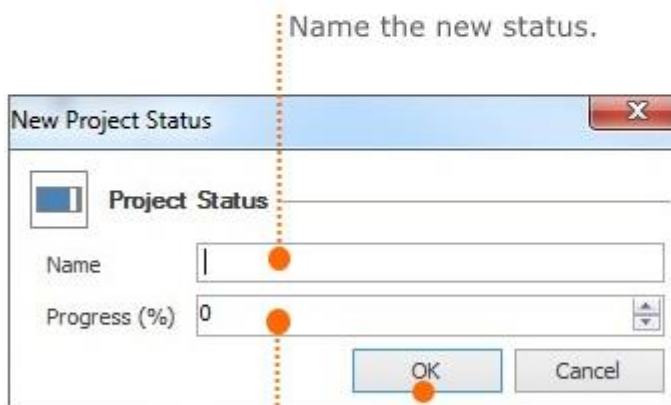 Name the new status.
New Project Status
X
Project Status
Name
Progress (%) 0
OK Cancel